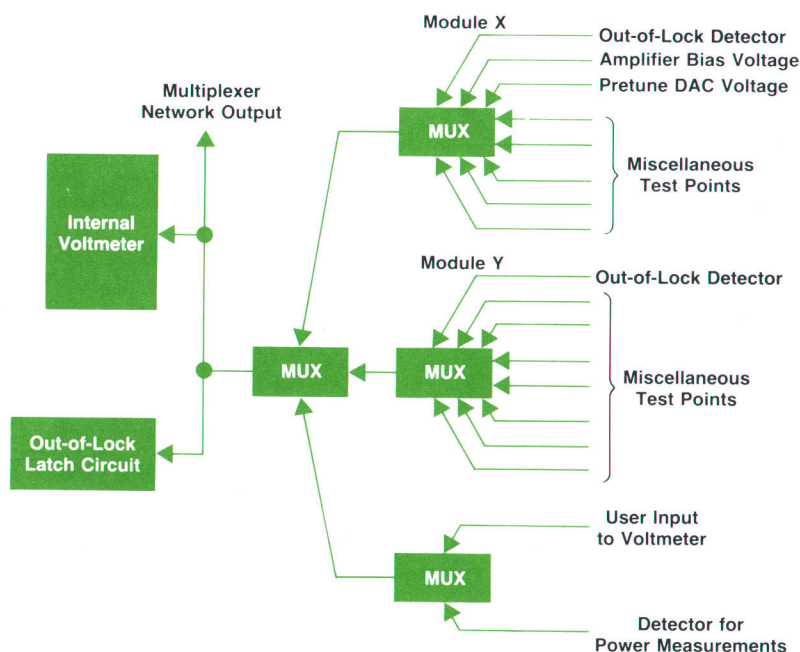 Module X
Out-of-Lock Detector
Amplifier Bias Voltage
Pretune DAC Voltage
Multiplexer
Network Output
MUX
Miscellaneous
Test Points
Internal
Voltmeter
Module Y
Out-of-Lock Detector
MUX
MUX
Miscellaneous
Test Points
Out-of-Lock
Latch Circuit
User Input
to Voltmeter
MUX
Detector for
Power Measurements